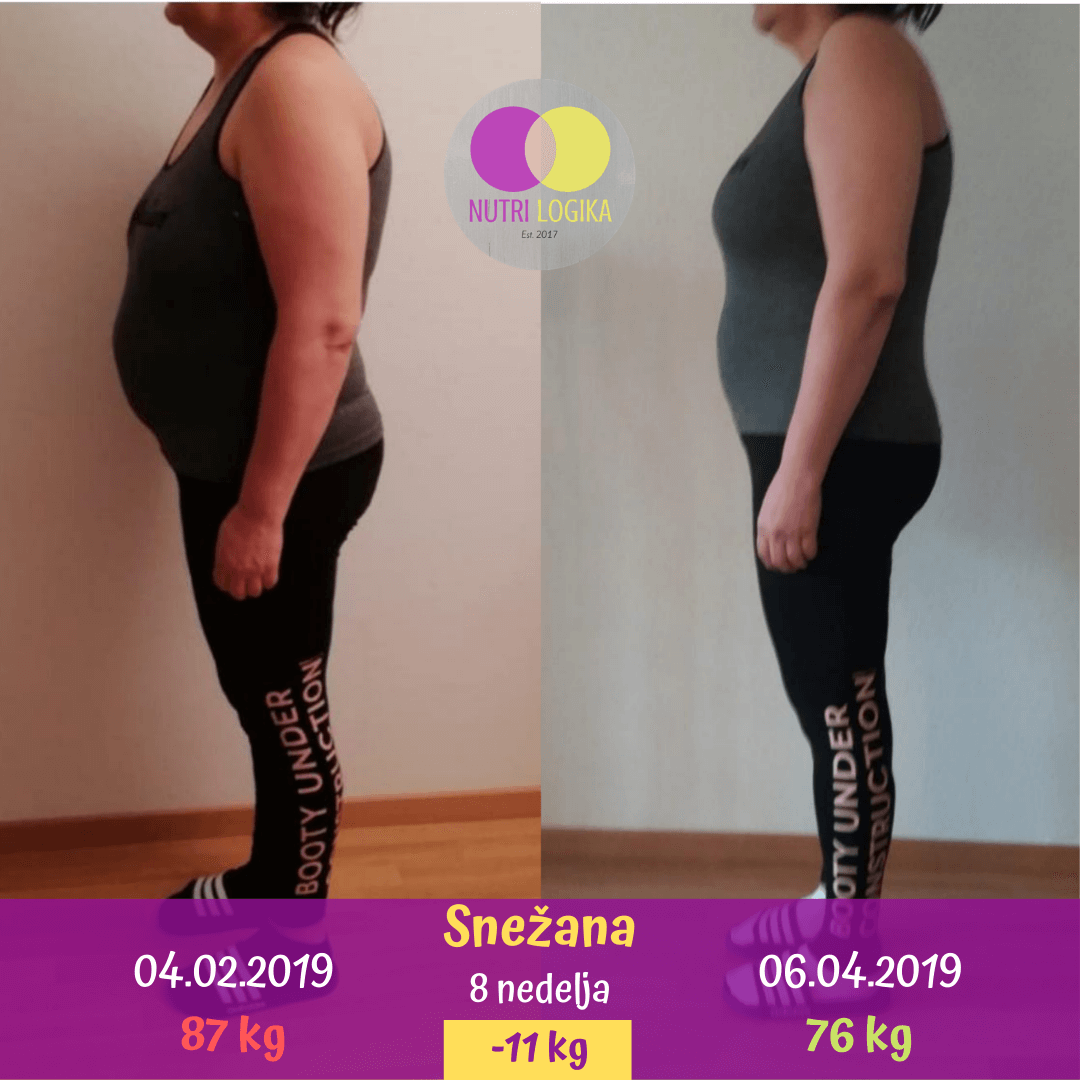 NUTRI LOGIKA
Est. 2017
BOOTY UNDER
BOOTY UNDER
CONSTRUCTION
Snežana
04.02.2019
8 nedelja
06.04.2019
87 kg
-11 kg
76 kg